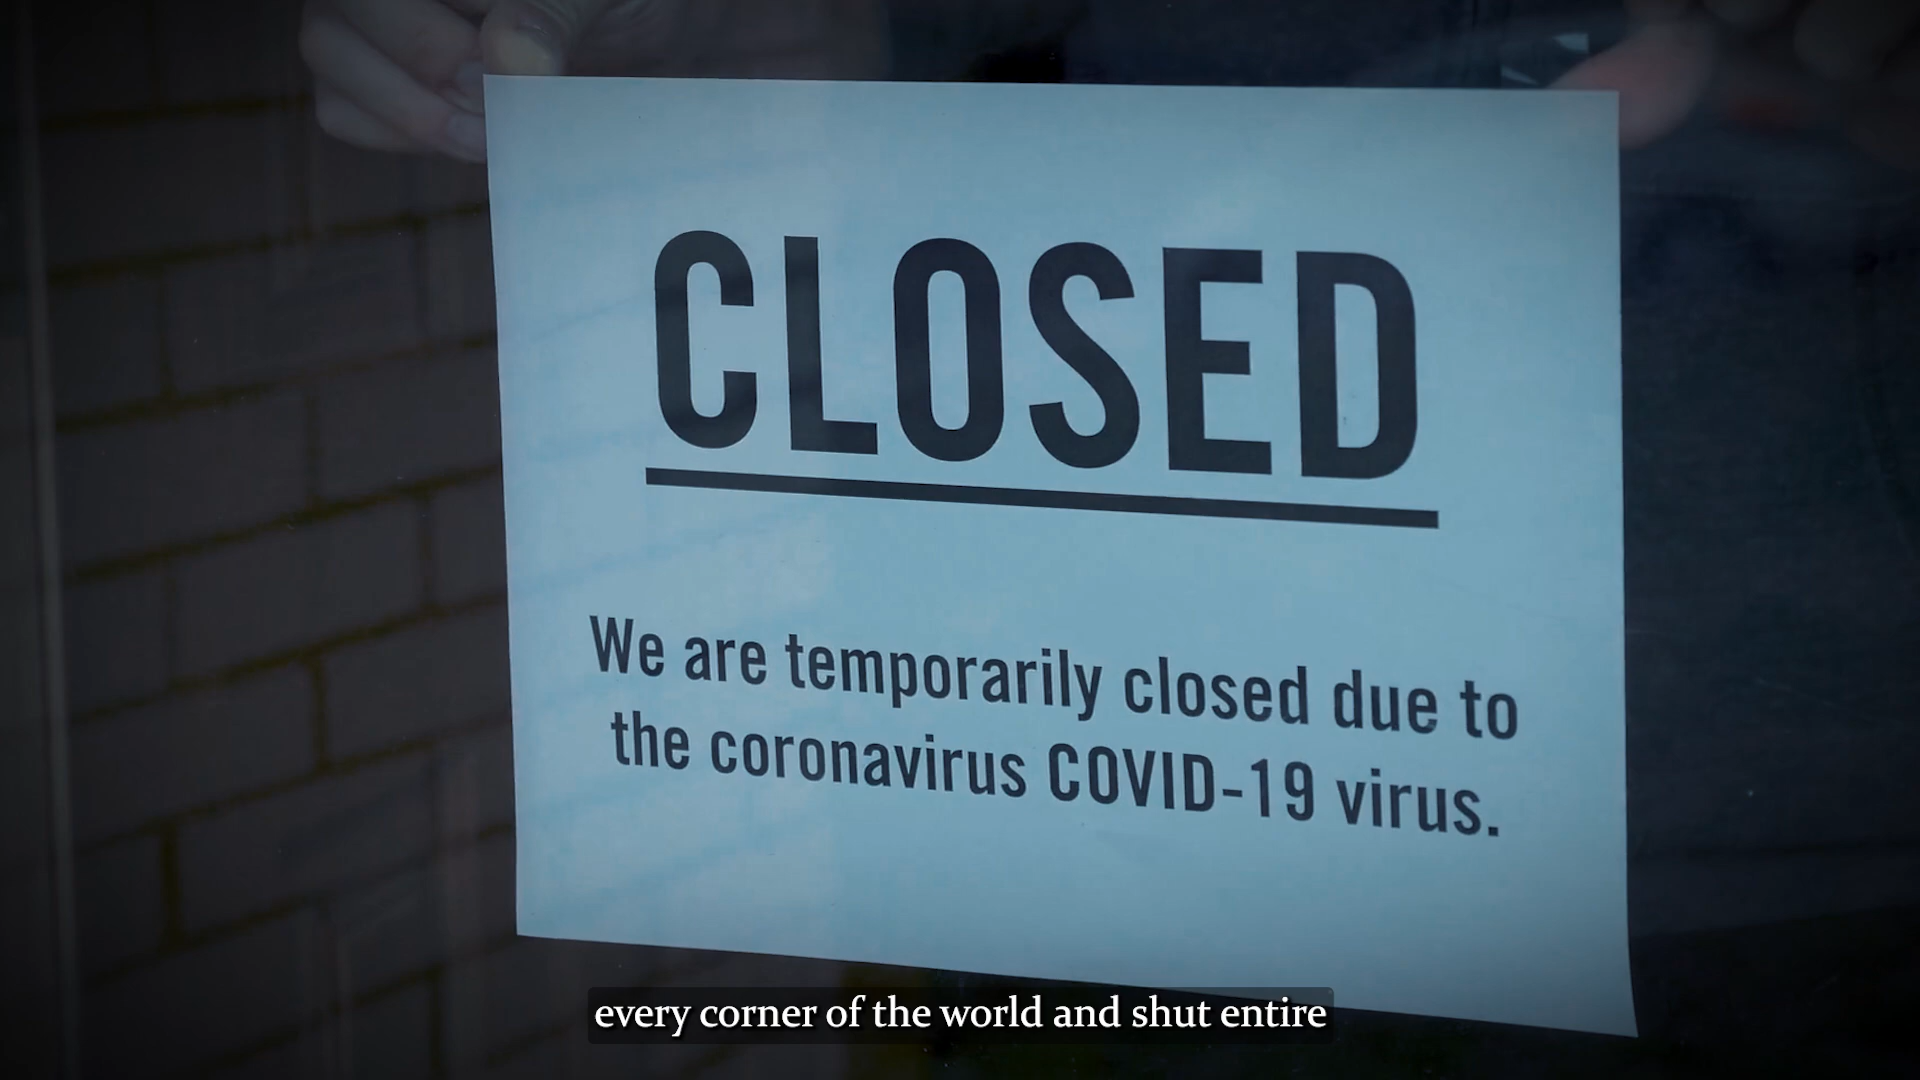 CLOSED
We are temporarily closed due to
the coronavirus COVID-19 virus.
every corner of the world and shut entire